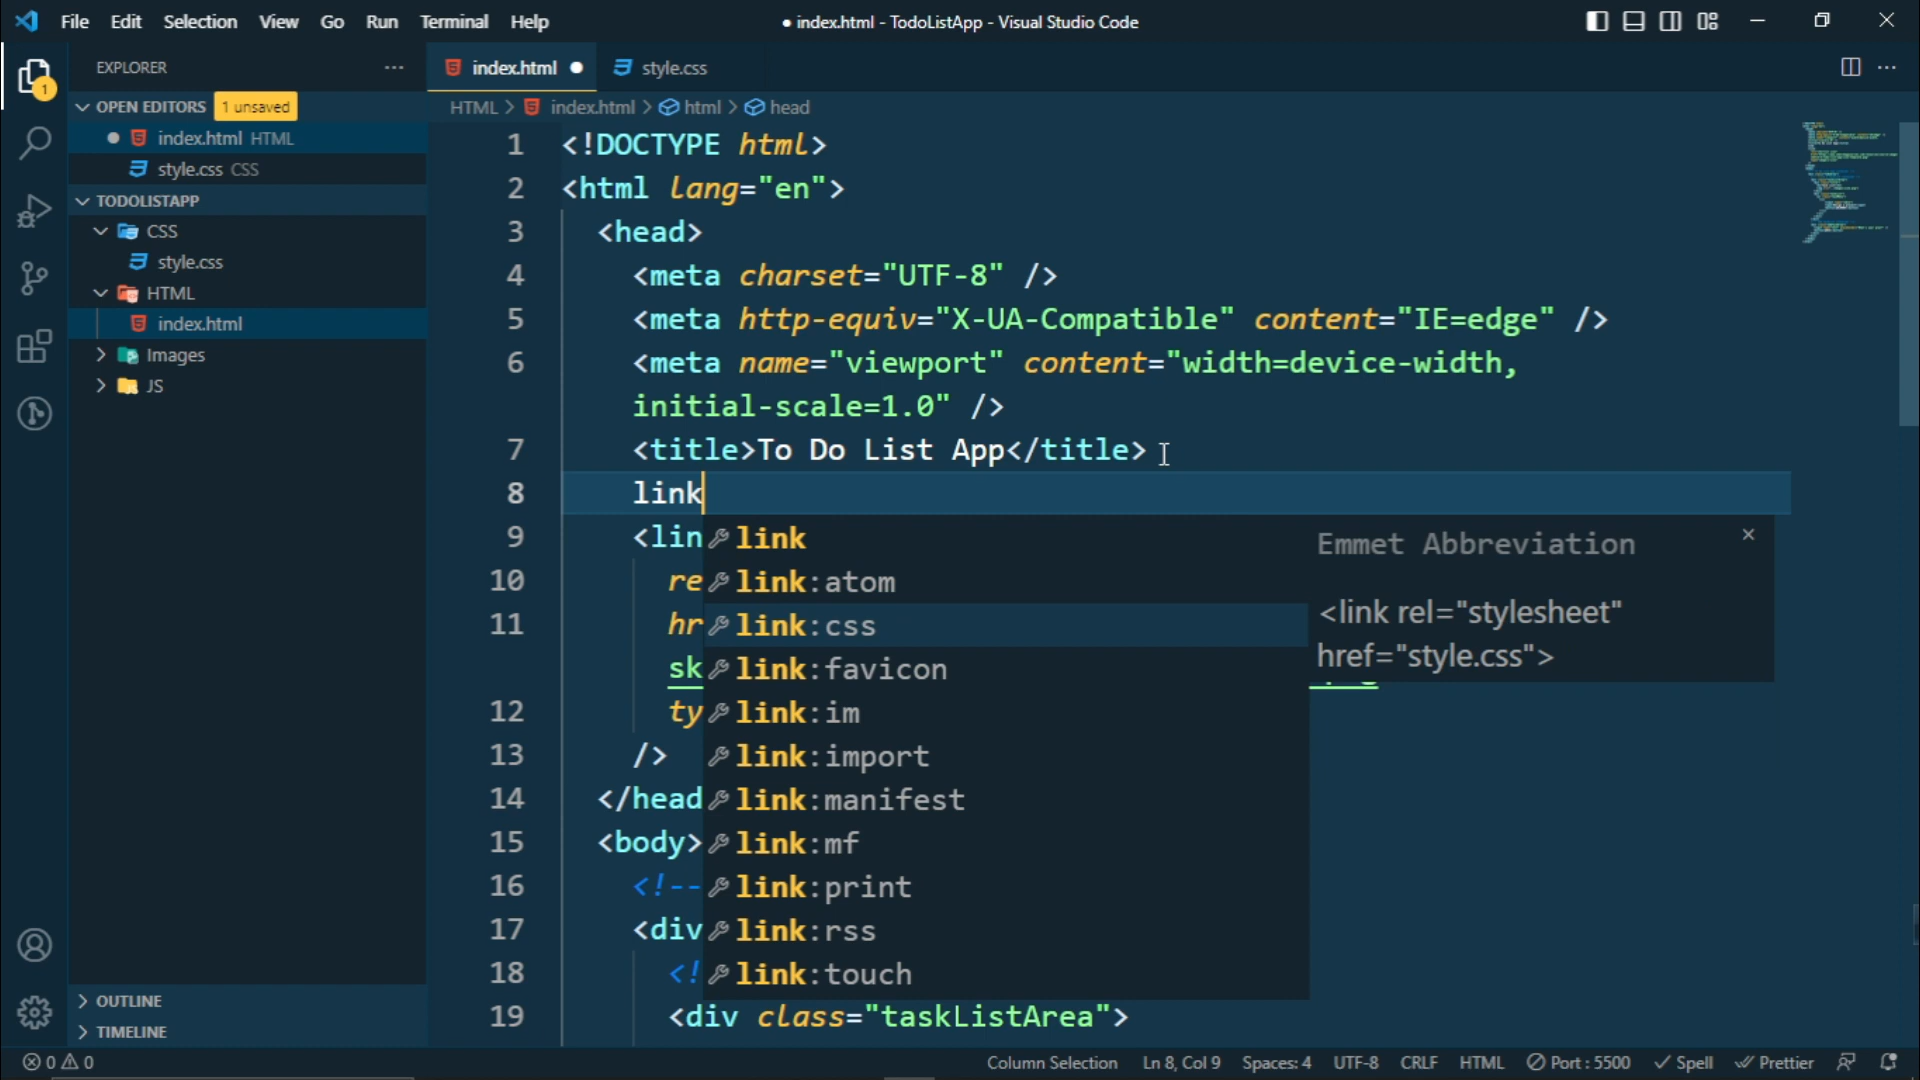 File Edit Selection View Go Run Terminal Help
● index.html - TodoListApp - Visual Studio Code
EXPLORER
OPEN EDITORS 1 unsaved
index.html HTML
style.css CSS
TODOLISTAPP
CSS
style.css
HTML
index.html
Images
JS
OUTLINE
TIMELINE
1
index.html ● style.css
HTML > index.html > html > head
1 <!DOCTYPE html>
2 <html lang="en">
3 <head>
4 <meta charset="UTF-8" />
5 <meta http-equiv="X-UA-Compatible" content="IE=edge" />
6 <meta name="viewport" content="width=device-width,
initial-scale=1.0" />
7 <title>To Do List App</title>
8 link
9 <lin
10 re
11 hr
sk
12 ty
13 />
14 </head
15 <body>
16 <!--
17 <div
18 <!
19 <div class="taskListArea">
link
link:atom
link:css
link:favicon
link:im
link:import
link:manifest
link:mf
link:print
link:rss
link:touch
Emmet Abbreviation
<link rel="stylesheet"
href="style.css">
0 0 Column Selection Ln 8, Col 9 Spaces: 4 UTF-8 CRLF HTML Port : 5500 Spell Prettier